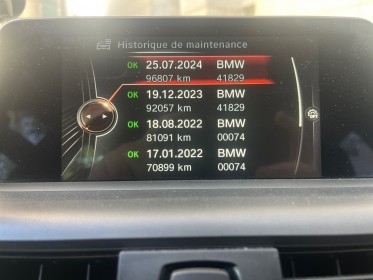 Historique de maintenance
OK 25.07.2024 BMW
96807 km 41829
OK 19.12.2023 BMW
92057 km 41829
OK 18.08.2022 BMW
81091 km 00074
OK 17.01.2022 BMW
70899 km 00074